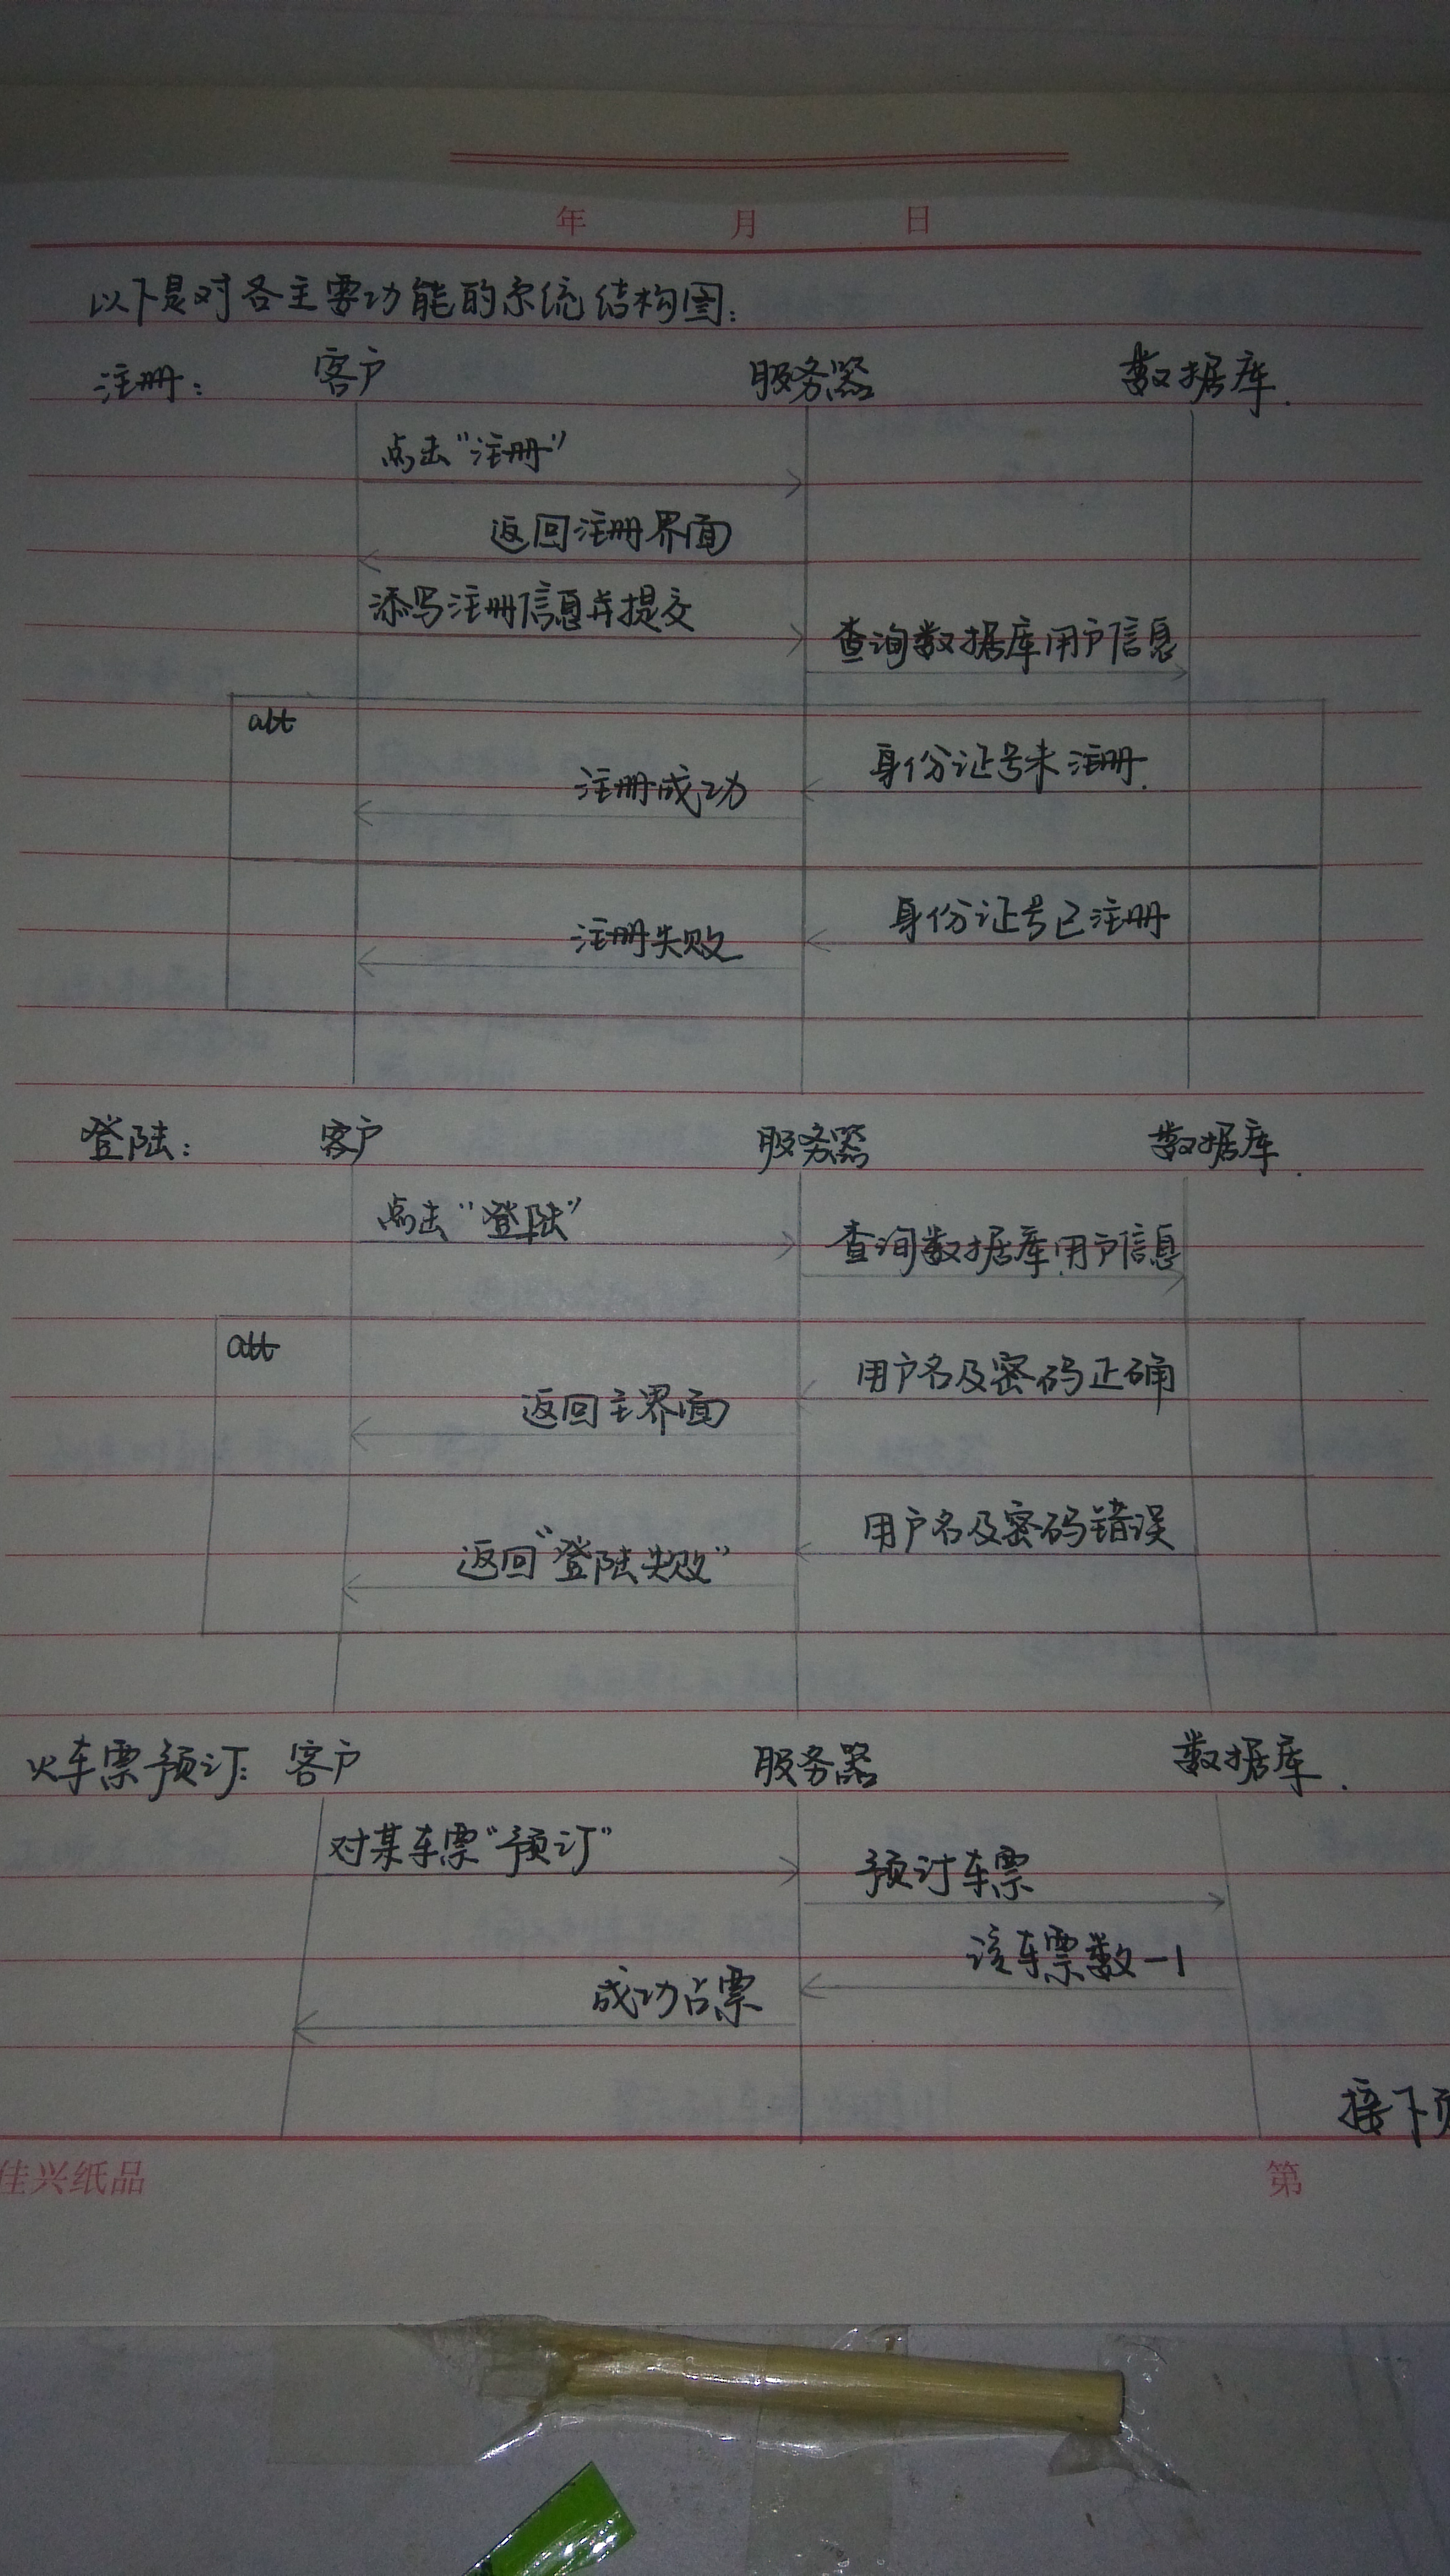 年 月 日
以下是对各主要功能的系统结构图:
注册: 客户 服务器 数据库.
点击“注册”
返回注册界面
添写注册信息并提交
查询数据库用户信息
alt
身份证号未注册.
注册成功
身份证号已注册
注册失败
登陆: 客户 服务器 数据库.
点击“登陆”
查询数据库用户信息
alt
用户名及密码正确
返回主界面
用户名及密码错误
返回“登陆失败”
火车票预订: 客户 服务器 数据库.
对某车票“预订”
预订车票
该车票数-1
成功占票
接下页
佳兴纸品 第